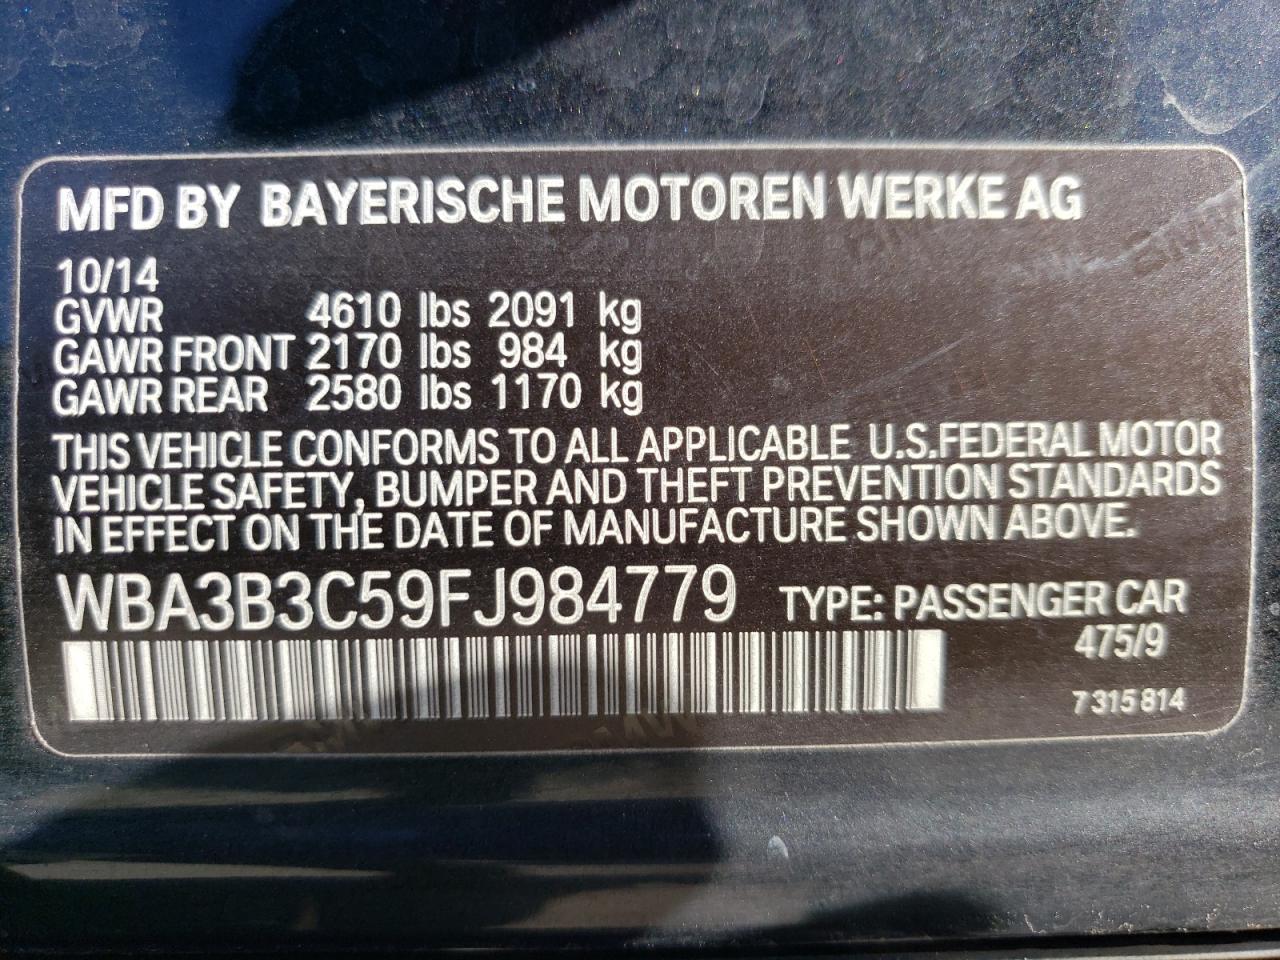 MFD BY BAYERISCHE MOTOREN WERKE AG
10/14
GVWR 4610 lbs 2091 kg
GAWR FRONT 2170 lbs 984 kg
GAWR REAR 2580 lbs 1170 kg
THIS VEHICLE CONFORMS TO ALL APPLICABLE U.S.FEDERAL MOTOR
VEHICLE SAFETY, BUMPER AND THEFT PREVENTION STANDARDS
IN EFFECT ON THE DATE OF MANUFACTURE SHOWN ABOVE.
WBA3B3C59FJ984779 TYPE: PASSENGER CAR
475/9
7 315 814